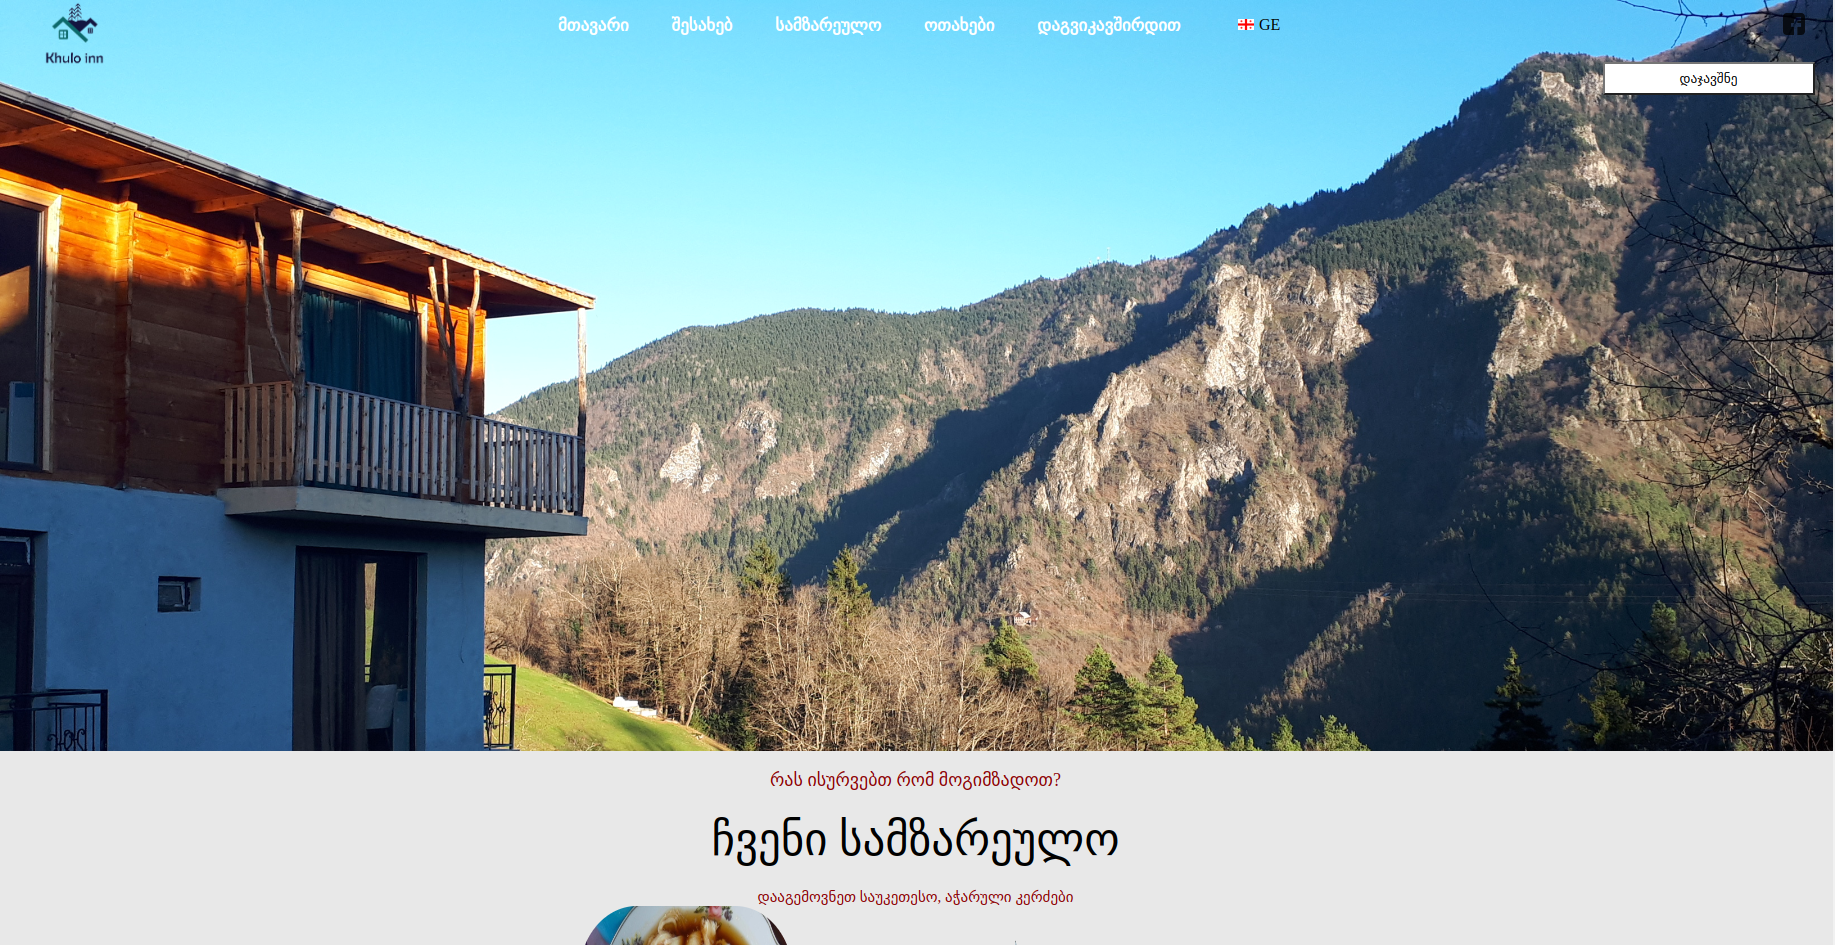 Khulo inn
მთავარი შესახებ სამზარეულო ოთახები დაგვიკავშირდით GE
დაჯავშნე
რას ისურვებთ რომ მოგიმზადოთ?
ჩვენი სამზარეულო
დააგემოვნეთ საუკეთესო, აჭარული კერძები